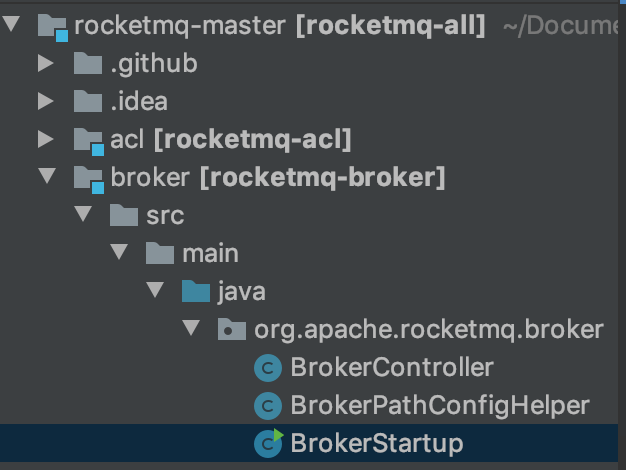 rocketmq-master [rocketmq-all] ~/Docume
.github
.idea
acl [rocketmq-acl]
broker [rocketmq-broker]
src
main
java
org.apache.rocketmq.broker
C BrokerController
C BrokerPathConfigHelper
C BrokerStartup